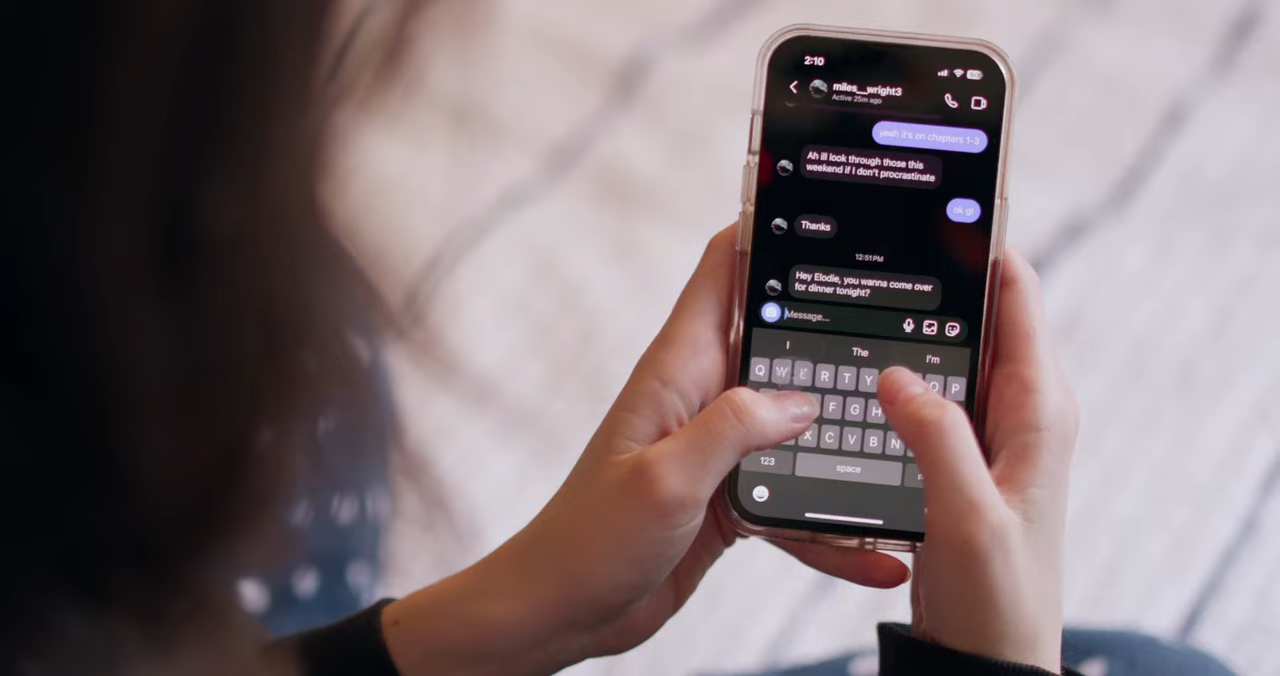 2:10
miles__wright3
Active 25m ago
yeah it's on chapters 1-3
Ah ill look through those this
weekend if I don't procrastinate
ok g!
Thanks
12:51 PM
Hey Elodie, you wanna come over
for dinner tonight?
Message...
I The I'm
Q W E R T Y O P
F G H
X C V B N
123 space